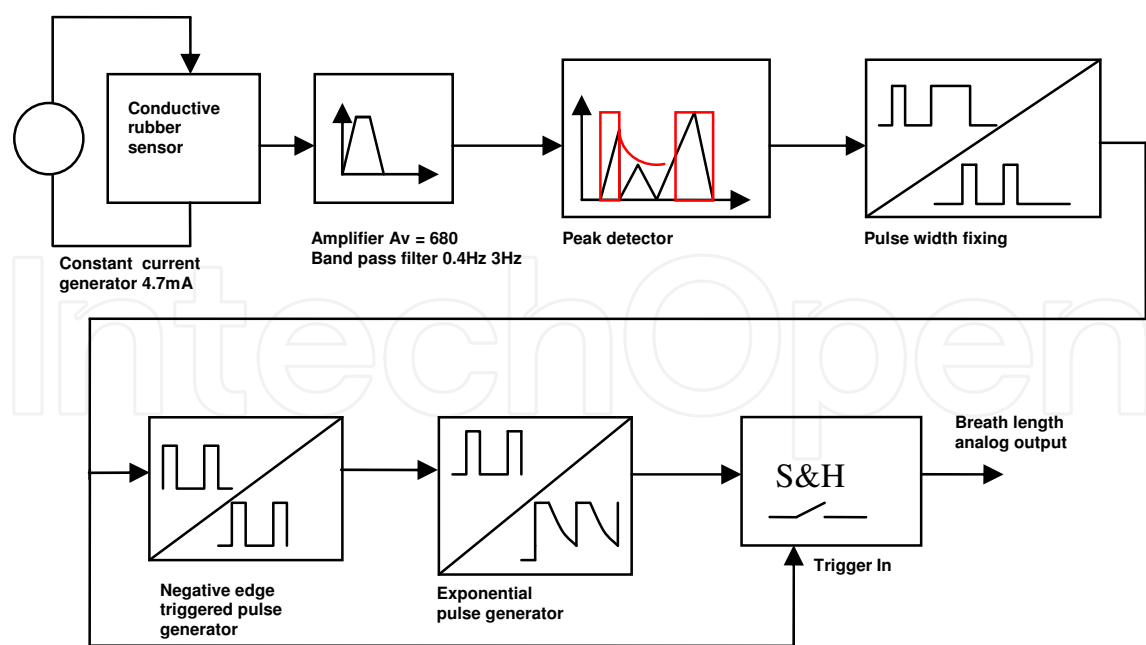 Conductive
rubber
sensor
Constant current
generator 4.7mA
Amplifier Av = 680
Band pass filter 0.4Hz 3Hz
Peak detector
Pulse width fixing
IntechOpen
Negative edge
triggered pulse
generator
Exponential
pulse generator
S&H
Trigger In
Breath length
analog output